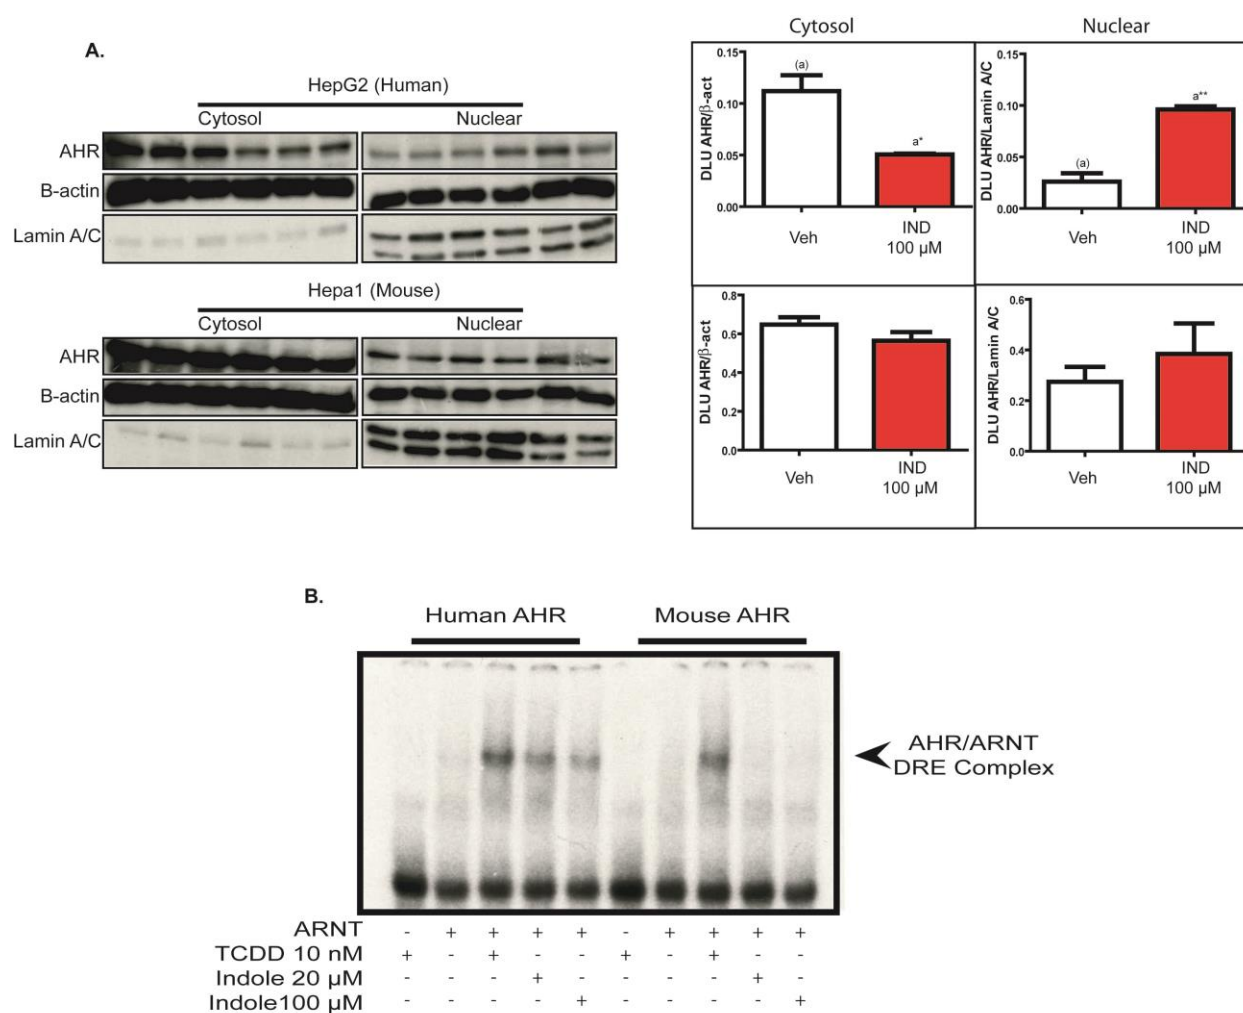 A.
HepG2 (Human)
Cytosol Nuclear
AHR
B-actin
Lamin A/C
Hepa1 (Mouse)
Cytosol Nuclear
AHR
B-actin
Lamin A/C
Cytosol
DLU AHR/β-act
0.15
0.10
0.05
0.00
(a)
a*
Veh
IND
100 µM
Nuclear
DLU AHR/Lamin A/C
0.15
0.10
0.05
0.00
(a)
a**
Veh
IND
100 µM
DLU AHR/β-act
0.8
0.6
0.4
0.2
0.0
Veh
IND
100 µM
DLU AHR/Lamin A/C
0.6
0.4
0.2
0.0
Veh
IND
100 µM
B.
Human AHR Mouse AHR
AHR/ARNT
DRE Complex
ARNT - + + + + - + + + +
TCDD 10 nM + - + - - + - + - -
Indole 20 µM - - - + - - - - + -
Indole100 µM - - - - + - - - - +